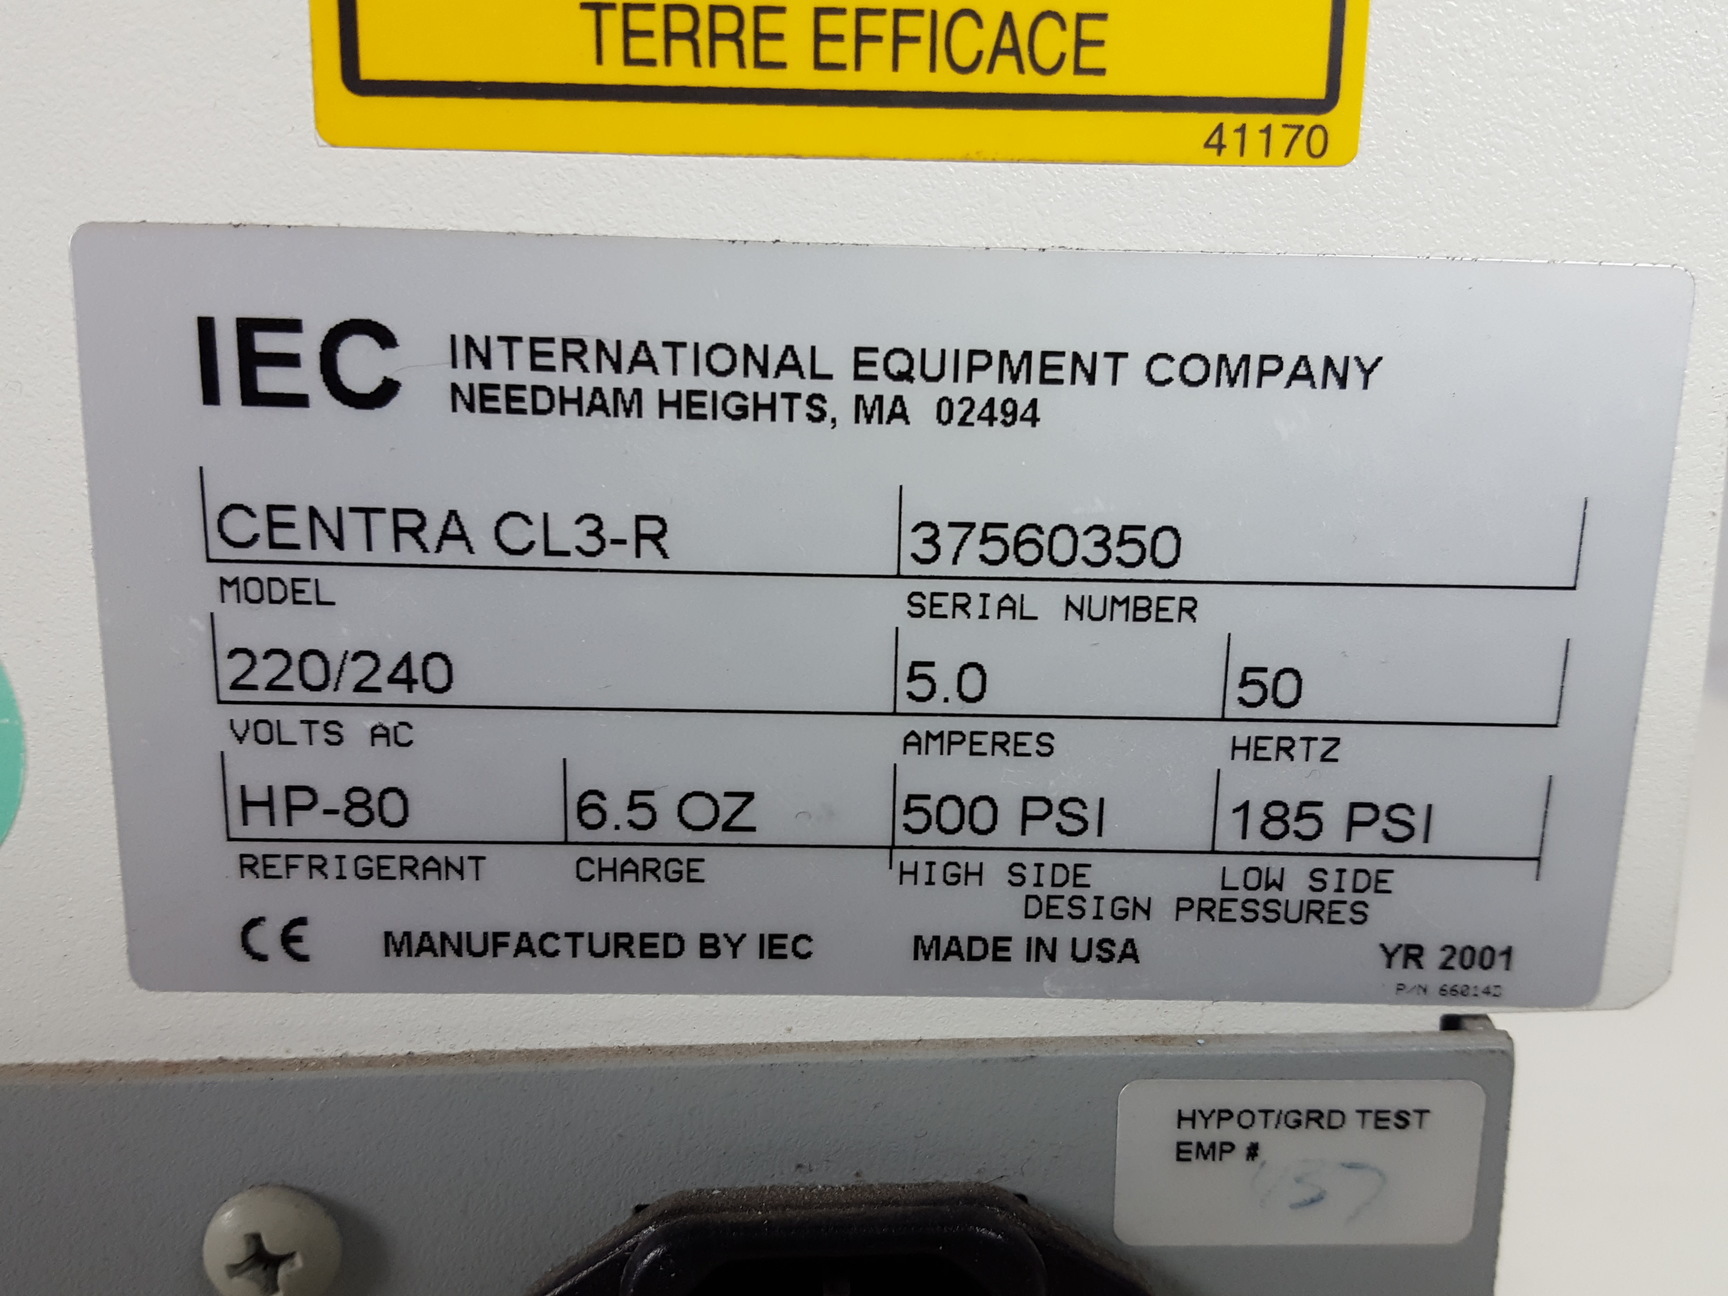 TERRE EFFICACE
41170
IEC INTERNATIONAL EQUIPMENT COMPANY
NEEDHAM HEIGHTS, MA 02494
CENTRA CL3-R 37560350
MODEL SERIAL NUMBER
220/240 5.0 50
VOLTS AC AMPERES HERTZ
HP-80 6.5 OZ 500 PSI 185 PSI
REFRIGERANT CHARGE HIGH SIDE LOW SIDE
DESIGN PRESSURES
CE MANUFACTURED BY IEC MADE IN USA YR 2001
P/N
HYPOT/GRD TEST
EMP #